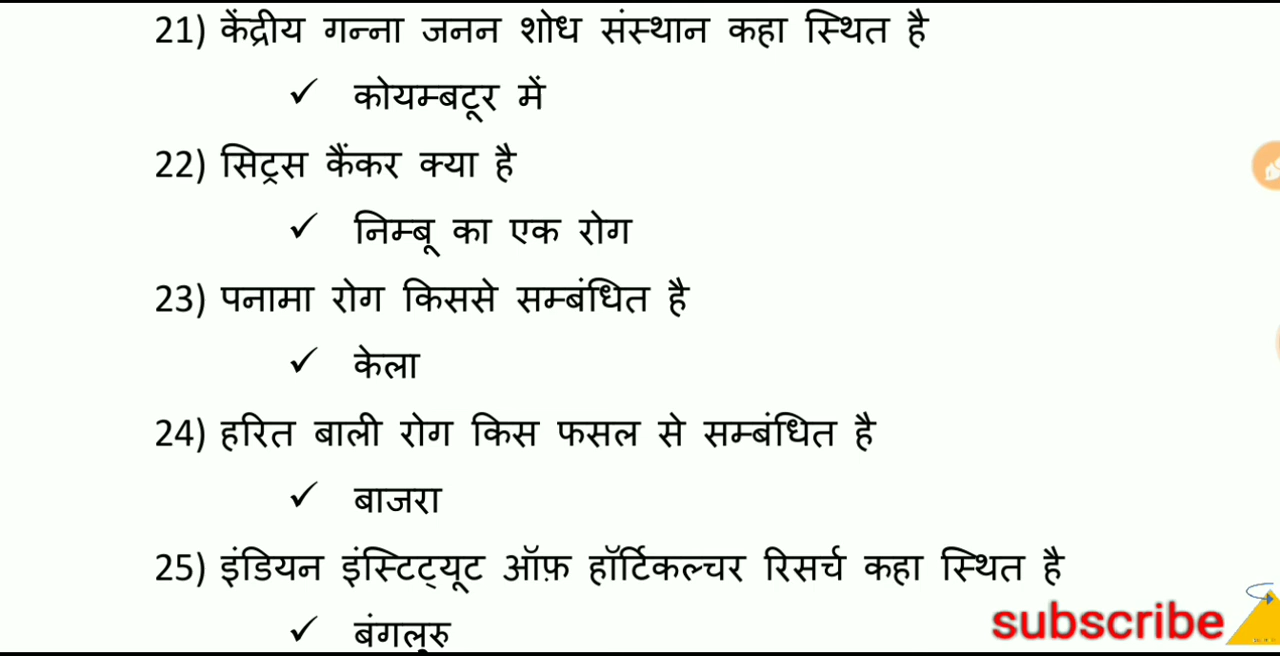 21) केंद्रीय गन्ना जनन शोध संस्थान कहा स्थित है
✓ कोयम्बटूर में
22) सिट्रस कैंकर क्या है
✓ निम्बू का एक रोग
23) पनामा रोग किससे सम्बंधित है
✓ केला
24) हरित बाली रोग किस फसल से सम्बंधित है
✓ बाजरा
25) इंडियन इंस्टिट्यूट ऑफ़ हॉर्टिकल्चर रिसर्च कहा स्थित है
✓ बंगलुरु
subscribe